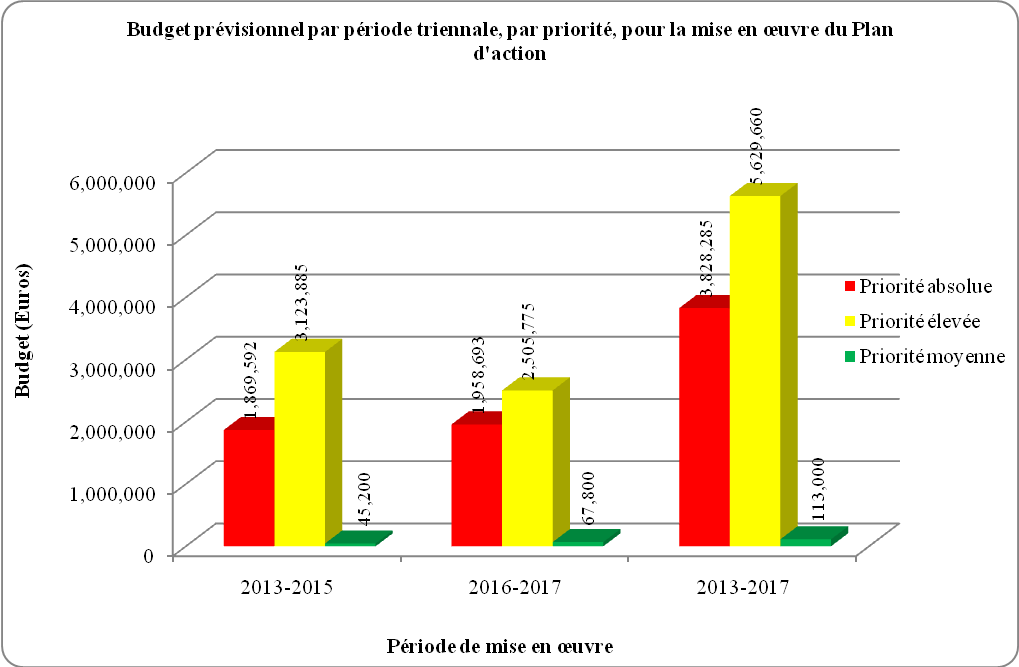 Budget prévisionnel par période triennale, par priorité, pour la mise en œuvre du Plan
d'action
Budget (Euros)
6,000,000
5,000,000
4,000,000
3,000,000
2,000,000
1,000,000
0
1,869,592
3,123,885
45,200
1,958,693
2,505,775
67,800
3,828,285
5,629,660
113,000
Priorité absolue
Priorité élevée
Priorité moyenne
2013-2015
2016-2017
2013-2017
Période de mise en œuvre